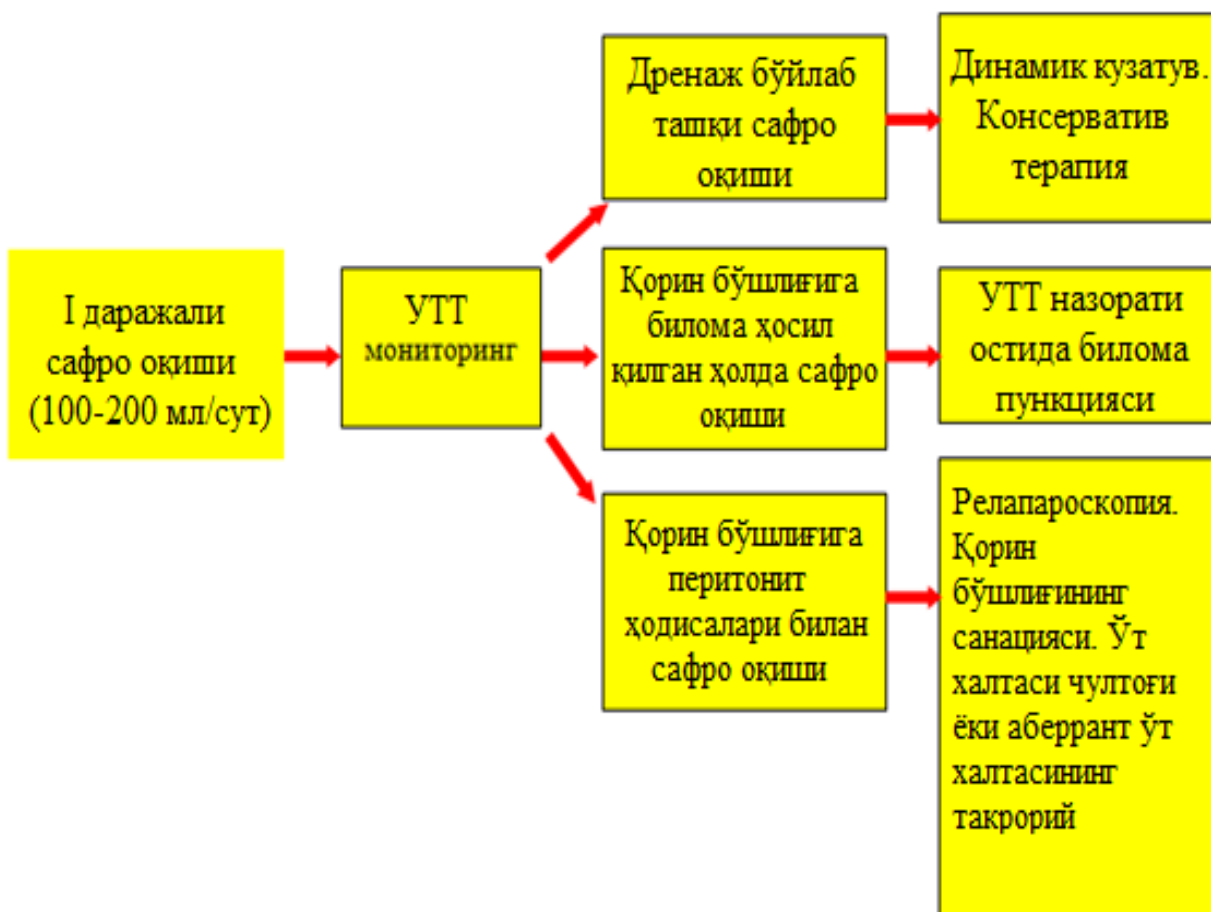 I даражали
сафро оқиши
(100-200 мл/сут)
УТТ
мониторинг
Дренаж бўйлаб
ташқи сафро
оқиши
Динамик кузатув.
Консерватив
терапия
Қорин бўшлиғига
билома ҳосил
қилган ҳолда сафро
оқиши
УТТ назорати
остида билома
пункцияси
Қорин бўшлиғига
перитонит
ҳодисалари билан
сафро оқиши
Релапароскопия.
Қорин
бўшлиғининг
санацияси. Ўт
халтаси чултоғи
ёки аберрант ўт
халтасининг
такрорий